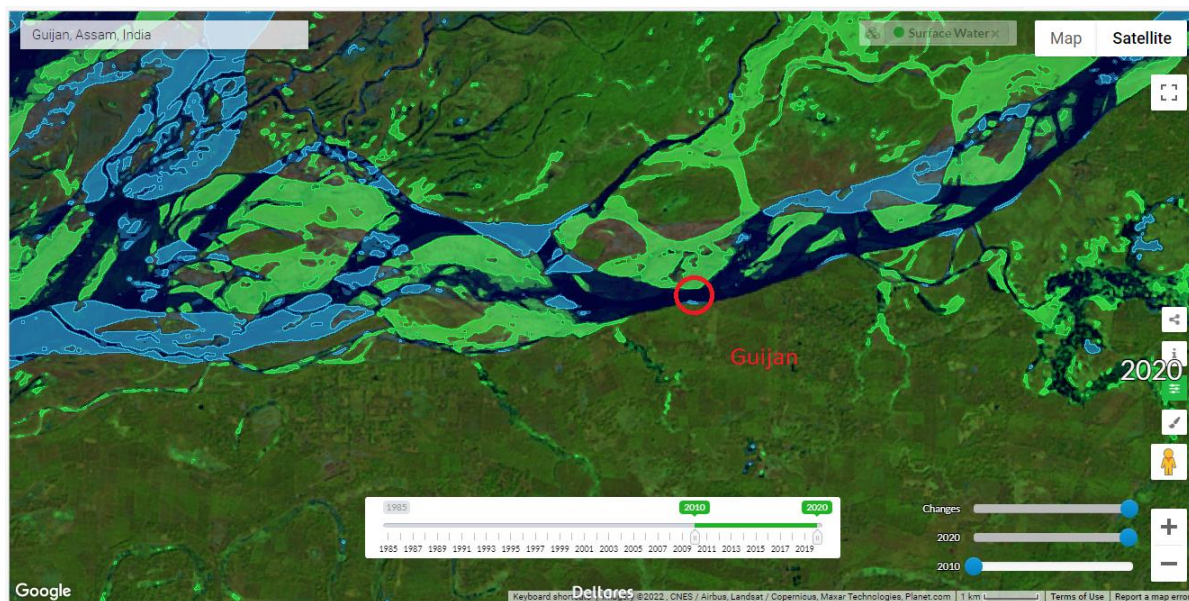 Guijan, Assam, India
Surface Water ×
Map Satellite
Guijan
2020
1985
2010
2020
1985 1987 1989 1991 1993 1995 1997 1999 2001 2003 2005 2007 2009 2011 2013 2015 2017 2019
Changes
2020
2010
Google
Deltares
Keyboard ©2022, CNES / Airbus, Landsat / Copernicus, Maxar Technologies, Planet.com 1 km Terms of Use Report a map error